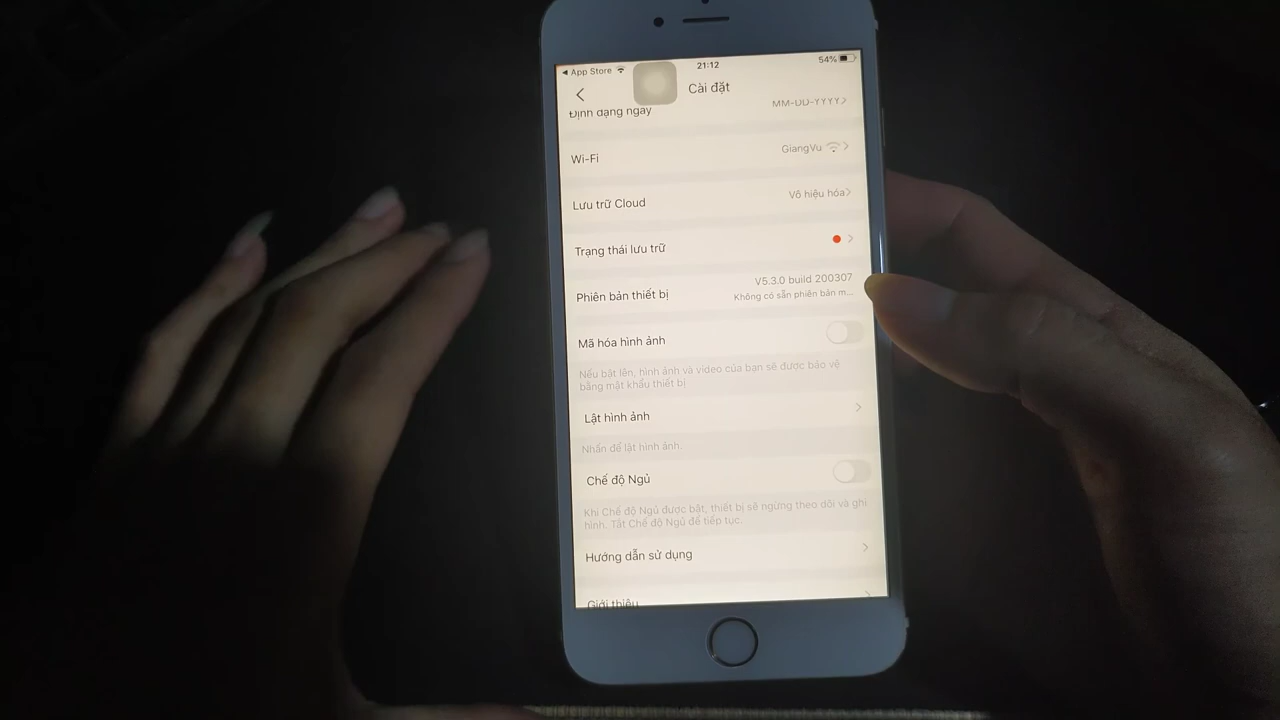 ◀ App Store
21:12
54%
Cài đặt
Định dạng ngày
MM-DD-YYYY
Wi-Fi
GiangVu
Lưu trữ Cloud
Vô hiệu hóa
Trạng thái lưu trữ
Phiên bản thiết bị
V5.3.0 build 200307
Không có sẵn phiên bản m...
Mã hóa hình ảnh
Nếu bật lên, hình ảnh và video của bạn sẽ được bảo vệ
bằng mật khẩu thiết bị
Lật hình ảnh
Nhấn để lật hình ảnh.
Chế độ Ngủ
Khi Chế độ Ngủ được bật, thiết bị sẽ ngừng theo dõi và ghi
hình. Tắt Chế độ Ngủ để tiếp tục.
Hướng dẫn sử dụng
Giới thiệu